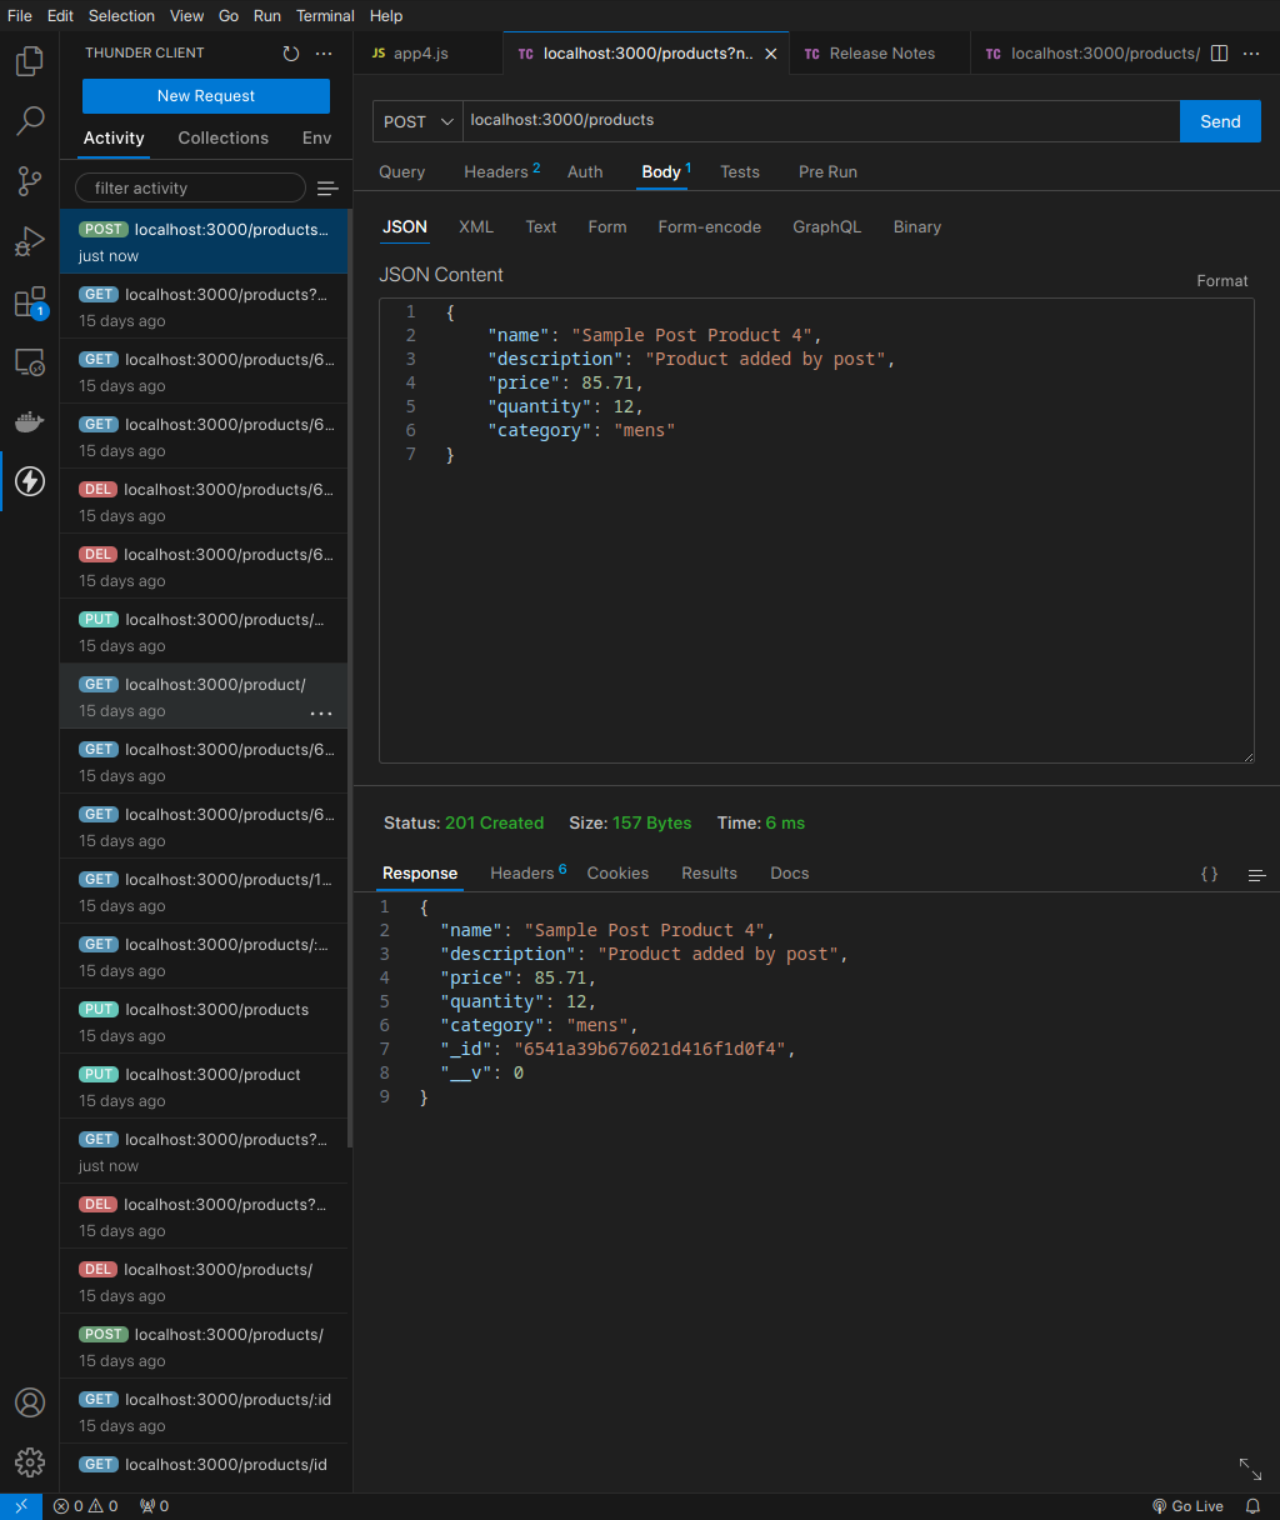 File Edit Selection View Go Run Terminal Help
THUNDER CLIENT
New Request
Activity Collections Env
filter activity
POST localhost:3000/products...
just now
GET localhost:3000/products?...
15 days ago
GET localhost:3000/products/6...
15 days ago
GET localhost:3000/products/6...
15 days ago
DEL localhost:3000/products/6...
15 days ago
DEL localhost:3000/products/6...
15 days ago
PUT localhost:3000/products/...
15 days ago
GET localhost:3000/product/
15 days ago
GET localhost:3000/products/6...
15 days ago
GET localhost:3000/products/6...
15 days ago
GET localhost:3000/products/1...
15 days ago
GET localhost:3000/products/:...
15 days ago
PUT localhost:3000/products
15 days ago
PUT localhost:3000/product
15 days ago
GET localhost:3000/products?...
just now
DEL localhost:3000/products?...
15 days ago
DEL localhost:3000/products/
15 days ago
POST localhost:3000/products/
15 days ago
GET localhost:3000/products/:id
15 days ago
GET localhost:3000/products/id
1
JS app4.js TC localhost:3000/products?n.. TC Release Notes TC localhost:3000/products/
POST localhost:3000/products Send
Query Headers 2 Auth Body 1 Tests Pre Run
JSON XML Text Form Form-encode GraphQL Binary
JSON Content
Format
1 {
2 "name": "Sample Post Product 4",
3 "description": "Product added by post",
4 "price": 85.71,
5 "quantity": 12,
6 "category": "mens"
7 }
Status: 201 Created Size: 157 Bytes Time: 6 ms
Response Headers 6 Cookies Results Docs {}
1 {
2 "name": "Sample Post Product 4",
3 "description": "Product added by post",
4 "price": 85.71,
5 "quantity": 12,
6 "category": "mens",
7 "_id": "6541a39b676021d416f1d0f4",
8 "__v": 0
9 }
0 0 0 Go Live